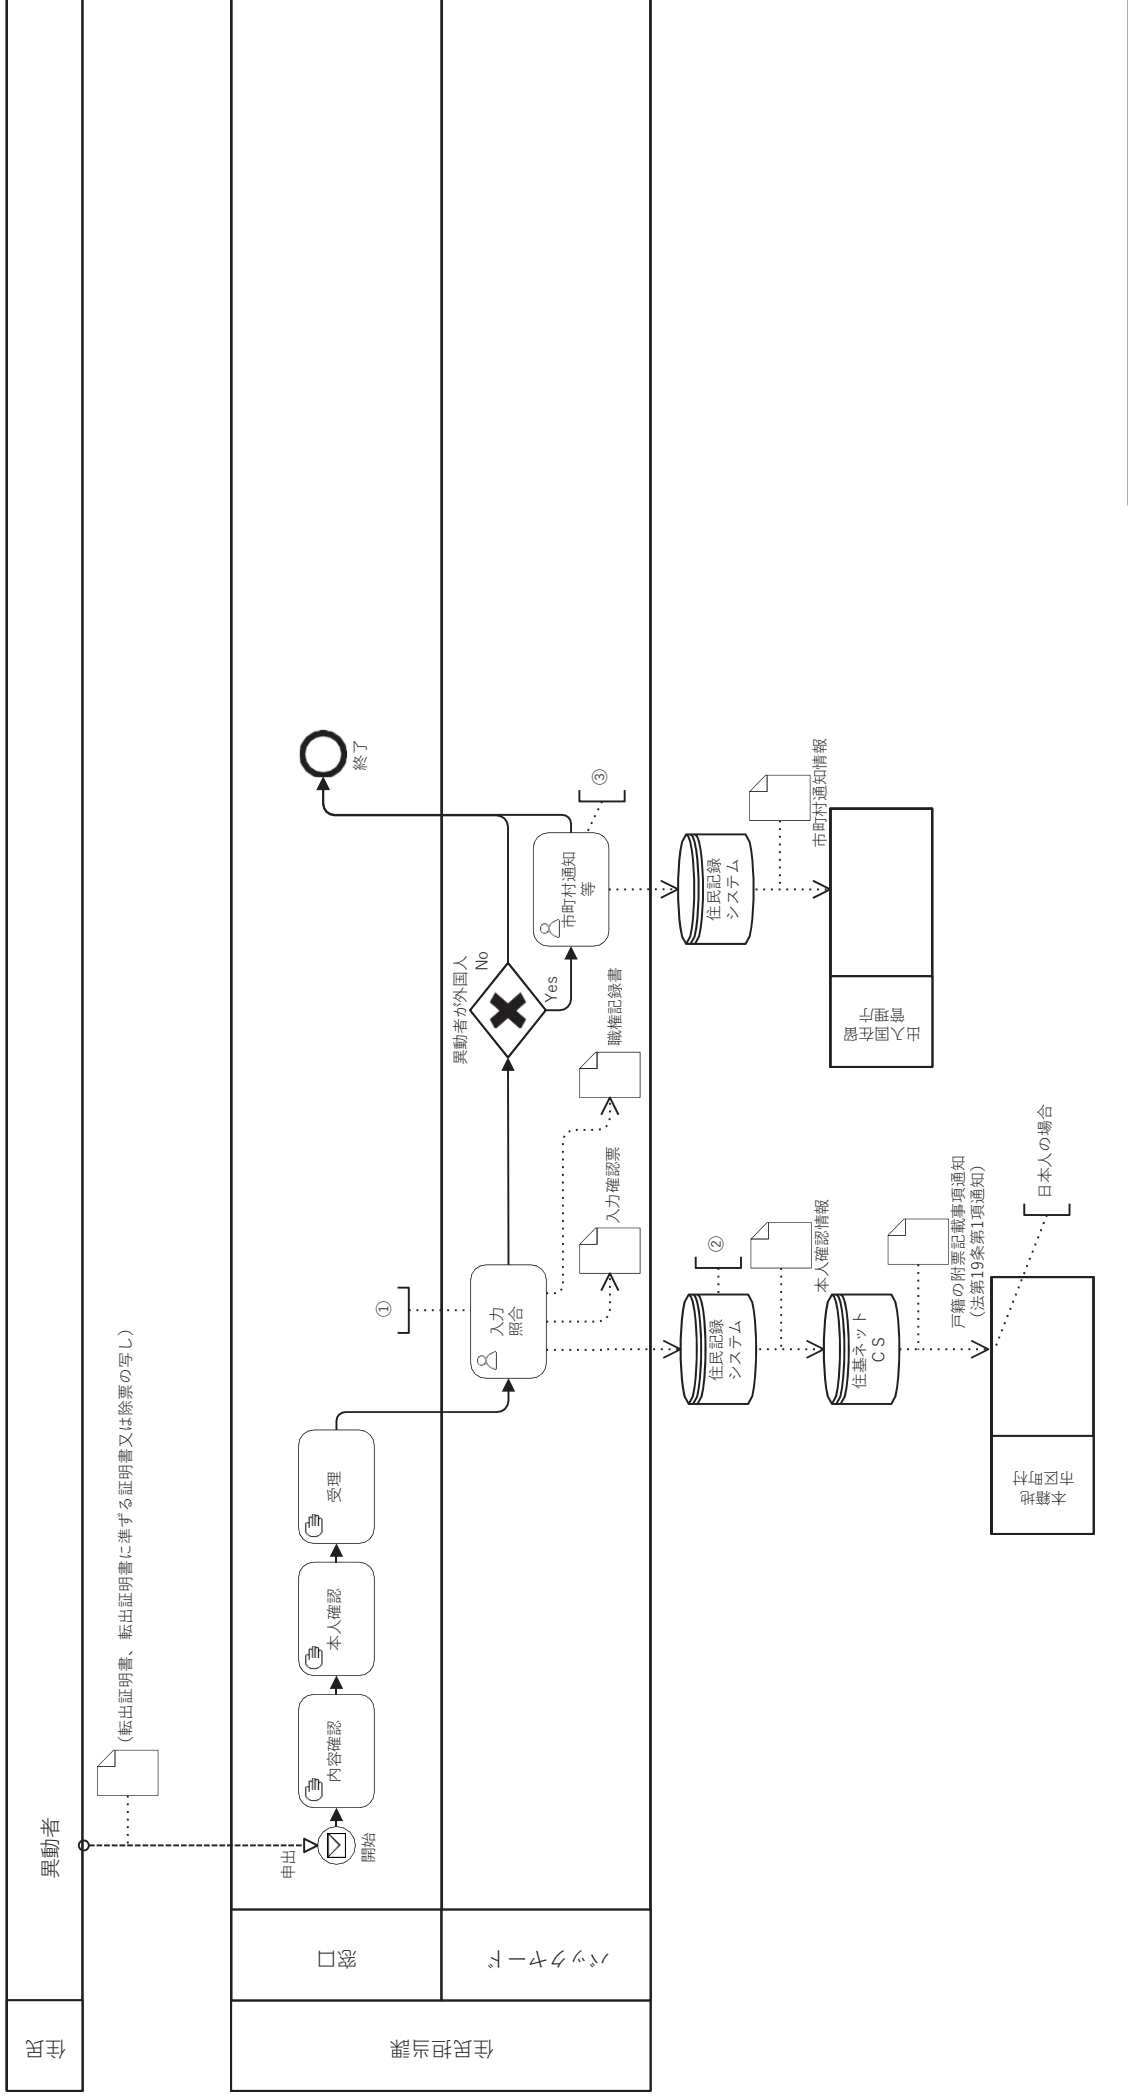 住民
異動者
(転出証明書、転出証明書に準ずる証明書又は除票の写し)
住民担当課
窓口
バックヤード
申出
開始
内容確認
本人確認
受理
①
入力
照合
入力確認票
職権記録書
異動者が外国人
No
Yes
市町村通知
等
③
終了
住民記録
システム
②
本人確認情報
住基ネット
CS
戸籍の附票記載事項通知
(法第19条第1項通知)
本籍地
市区町村
日本人の場合
住民記録
システム
市町村通知情報
出入国在留
管理庁